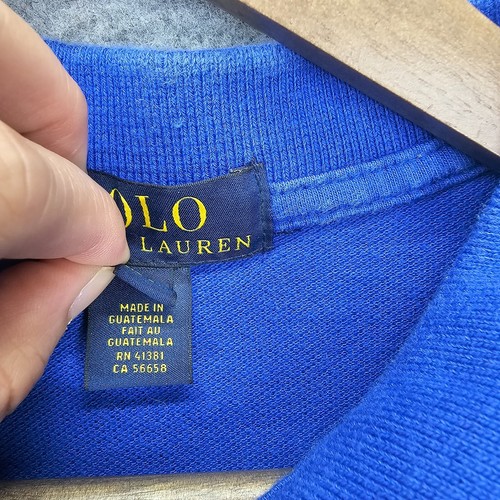 OLO
LAUREN
MADE IN
GUATEMALA
FAIT AU
GUATEMALA
RN 41381
CA 56658